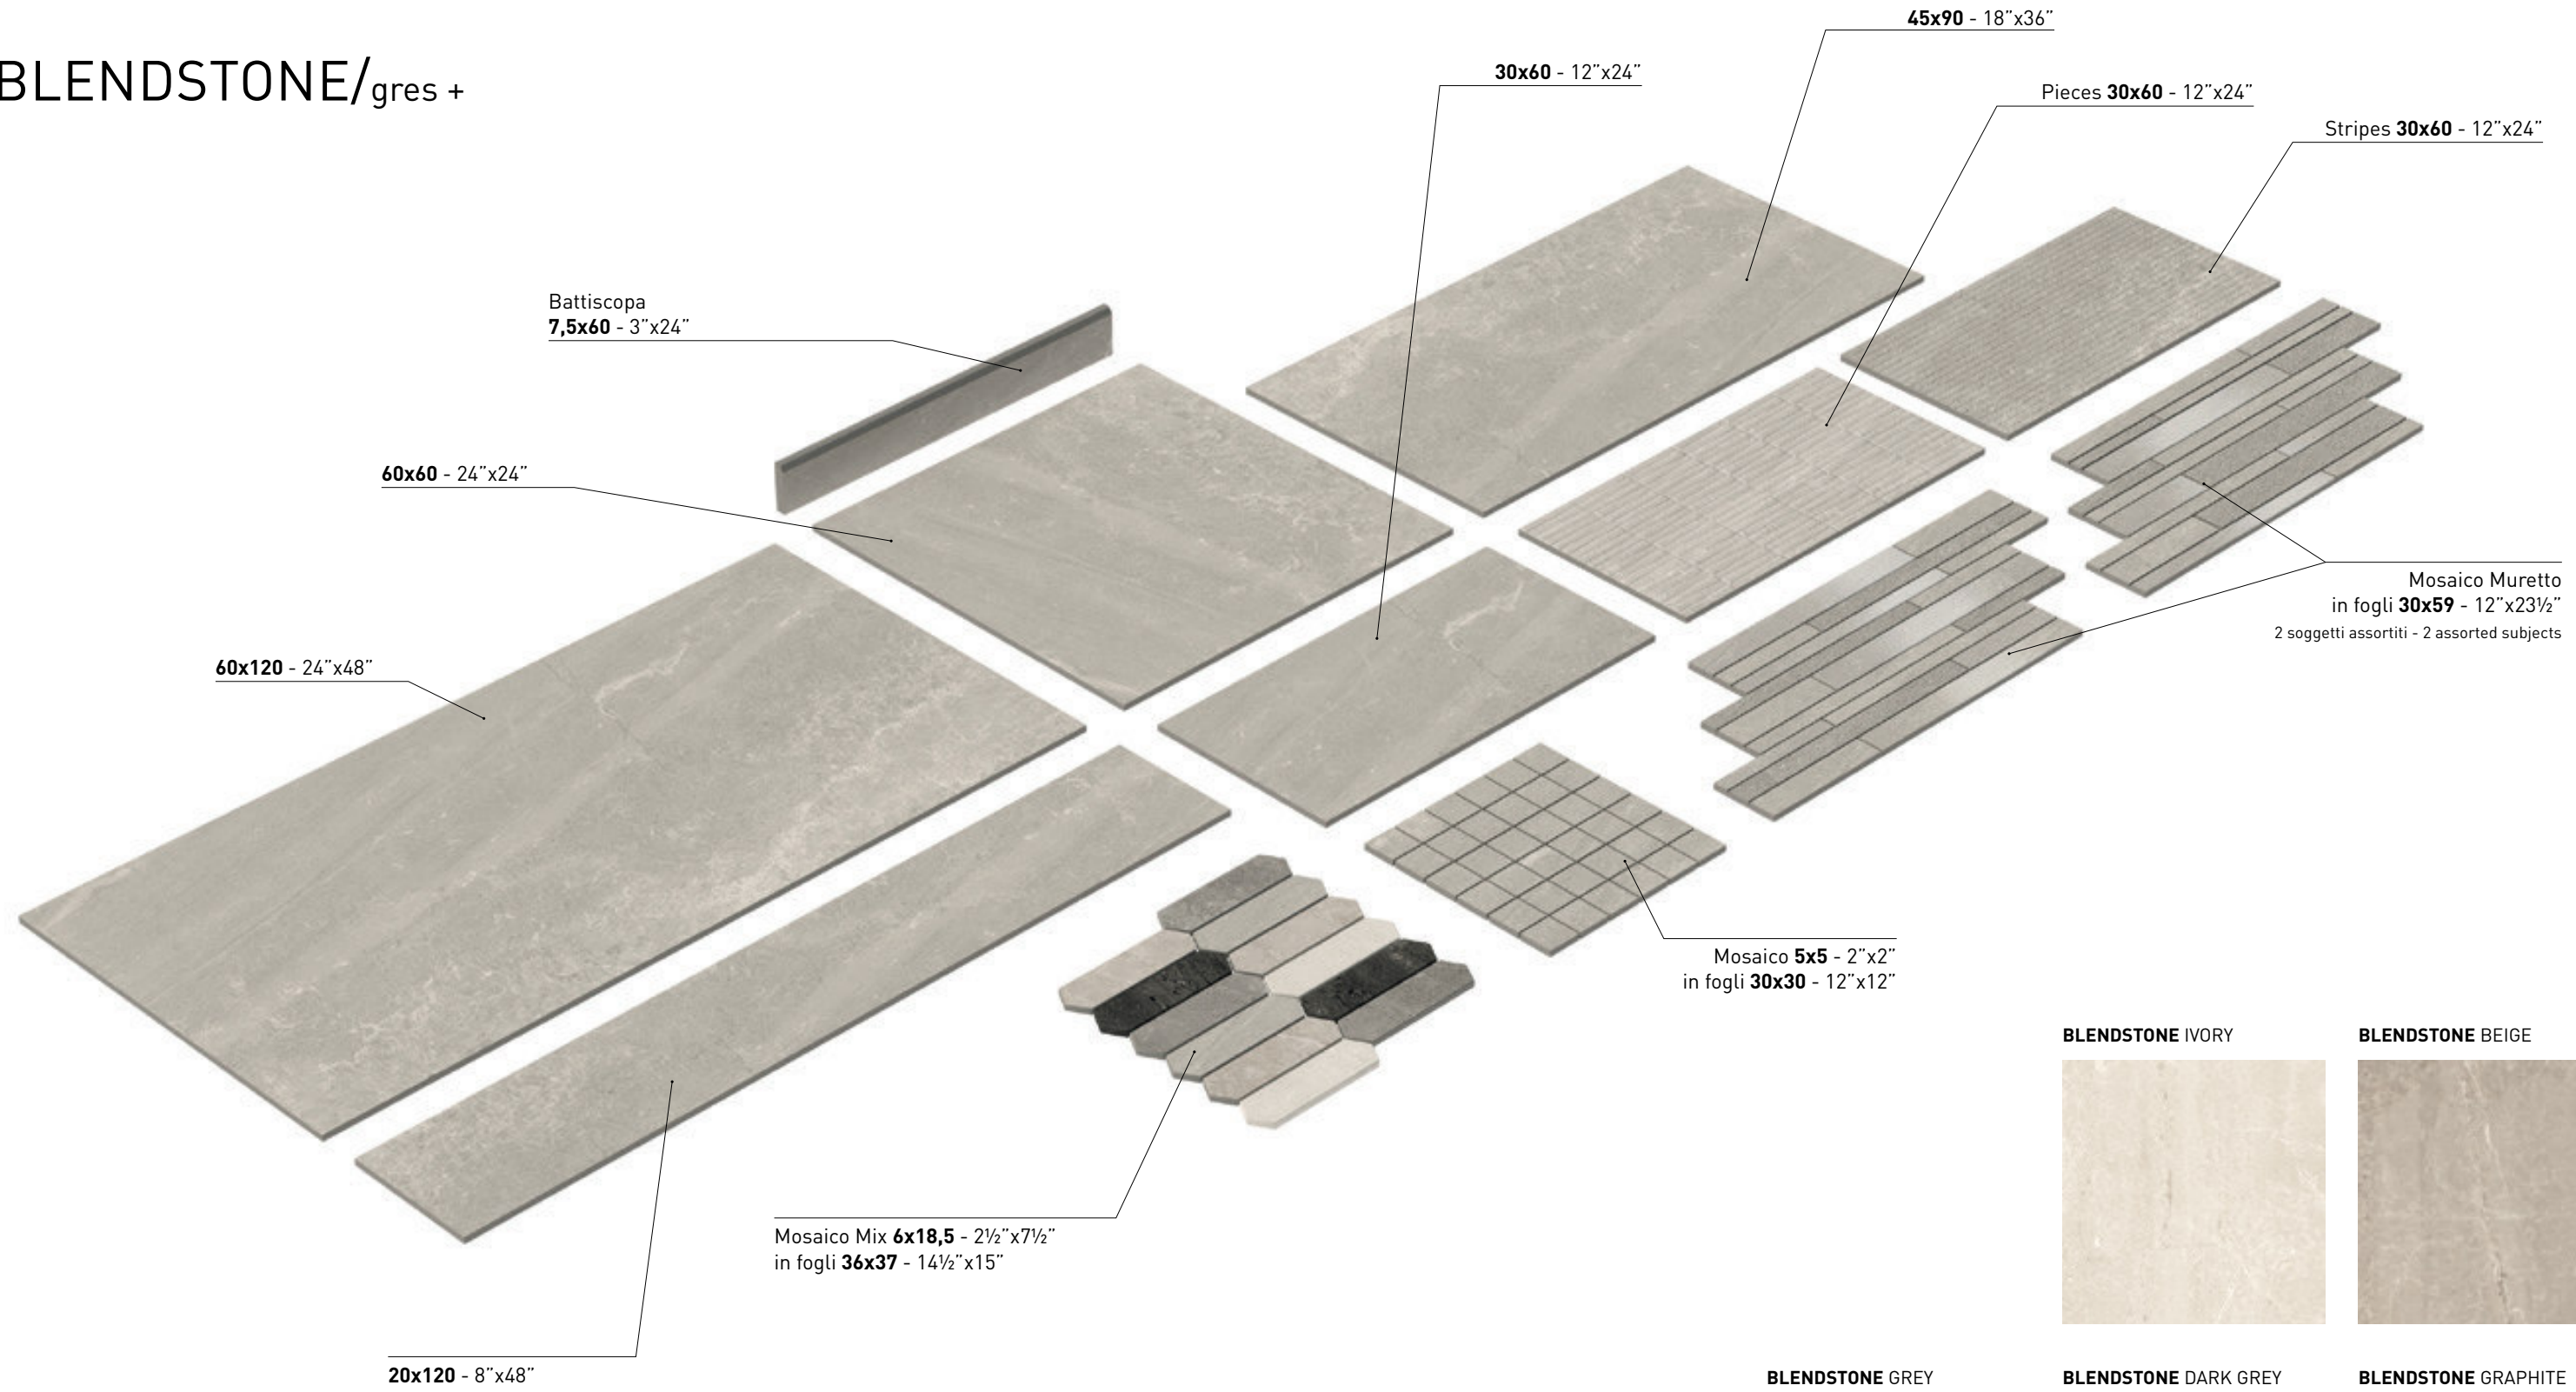 BLENDSTONE/gres +
45x90 - 18”x36”
30x60 - 12”x24”
Pieces 30x60 - 12”x24”
Stripes 30x60 - 12”x24”
Battiscopa
7,5x60 - 3”x24”
60x60 - 24”x24”
Mosaico Muretto
in fogli 30x59 - 12”x23½”
2 soggetti assortiti - 2 assorted subjects
60x120 - 24”x48”
Mosaico 5x5 - 2”x2”
in fogli 30x30 - 12”x12”
Mosaico Mix 6x18,5 - 2½”x7½”
in fogli 36x37 - 14½”x15”
20x120 - 8”x48”
BLENDSTONE IVORY
BLENDSTONE BEIGE
BLENDSTONE GREY
BLENDSTONE DARK GREY
BLENDSTONE GRAPHITE